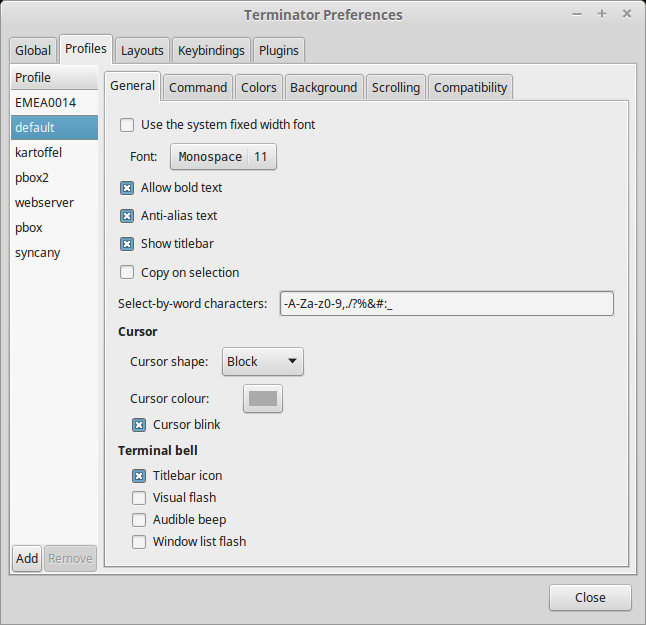 Terminator Preferences
Global Profiles Layouts Keybindings Plugins
Profile
EMEA0014
default
kartoffel
pbox2
webserver
pbox
syncany
Add Remove
General Command Colors Background Scrolling Compatibility
Use the system fixed width font
Font: Monospace 11
Allow bold text
Anti-alias text
Show titlebar
Copy on selection
Select-by-word characters: -A-Za-z0-9,./?%&#:_
Cursor
Cursor shape: Block
Cursor colour:
Cursor blink
Terminal bell
Titlebar icon
Visual flash
Audible beep
Window list flash
Close